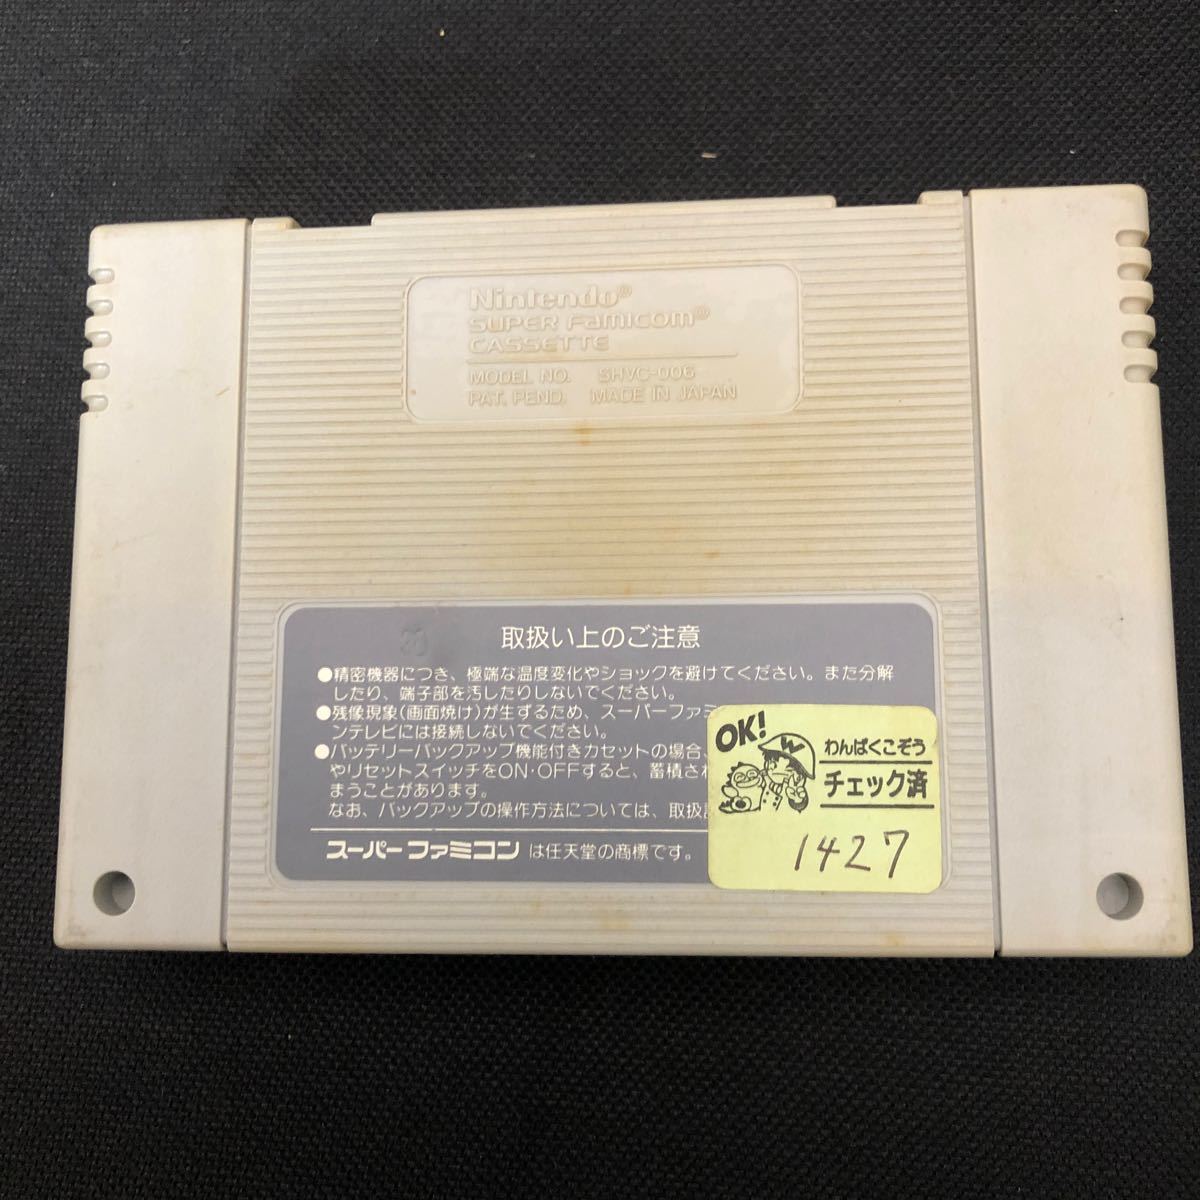 Nintendo®
SUPER Famicom®
CASSETTE
MODEL NO. SHVC-006
PAT. PEND. MADE IN JAPAN
取扱い上のご注意
●精密機器につき、極端な温度変化やショックを避けてください。また分解
したり、端子部を汚したりしないでください。
●残像現象(画面焼け)が生ずるため、スーパーファミ
ンテレビには接続しないでください。
●バッテリーバックアップ機能付きカセットの場合、
やリセットスイッチをON・OFFすると、蓄積され
まうことがあります。
なお、バックアップの操作方法については、取扱
スーパーファミコン は任天堂の商標です。
OK!
W
わんぱくこぞう
チェック済
1427